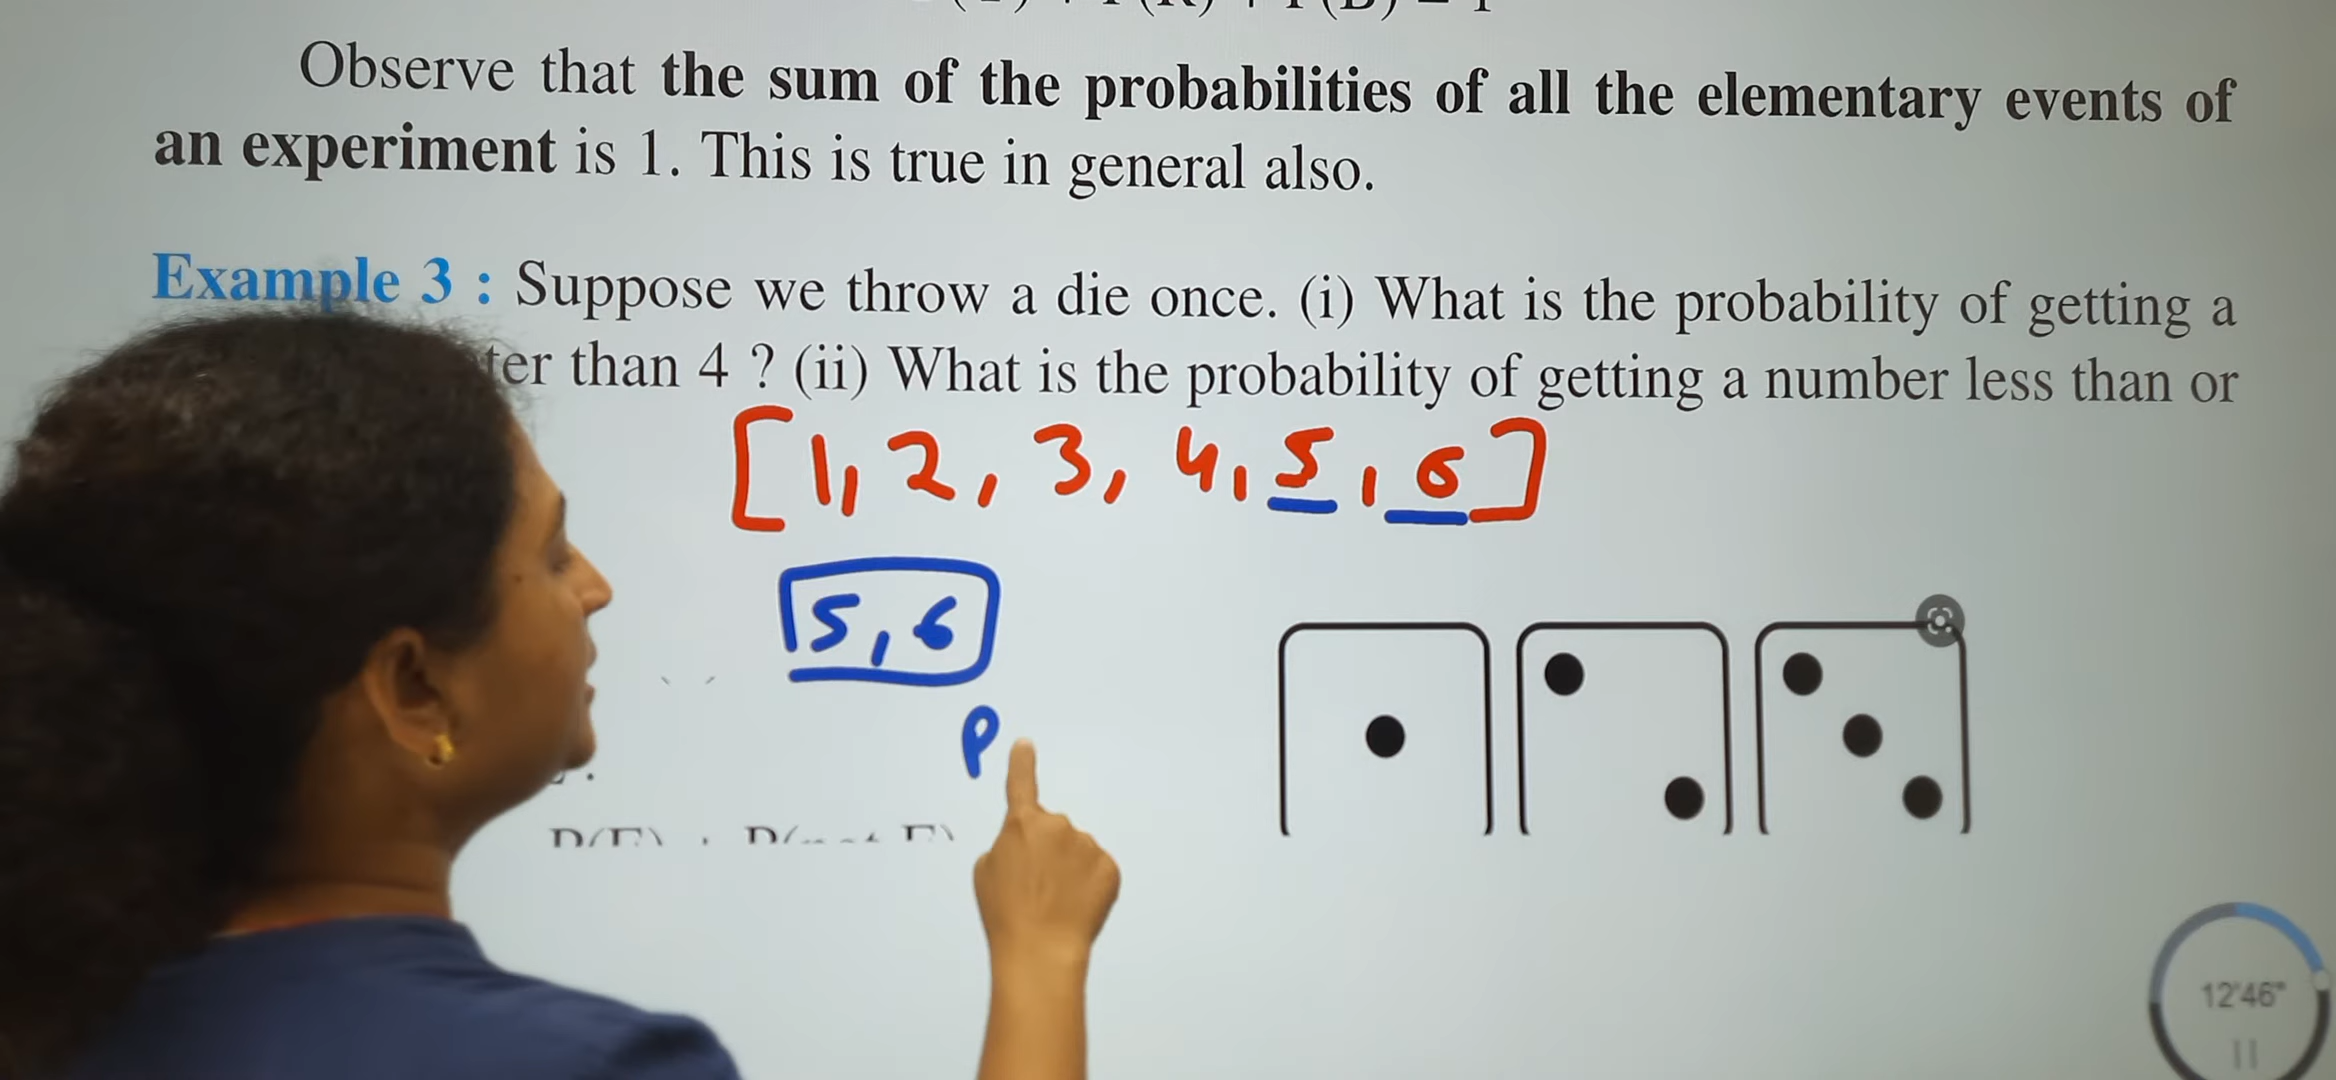 Observe that the sum of the probabilities of all the elementary events of
an experiment is 1. This is true in general also.
Example 3 : Suppose we throw a die once. (i) What is the probability of getting a
ter than 4 ? (ii) What is the probability of getting a number less than or
[1, 2, 3, 4, 5, 6]
5, 6
P
12'46"